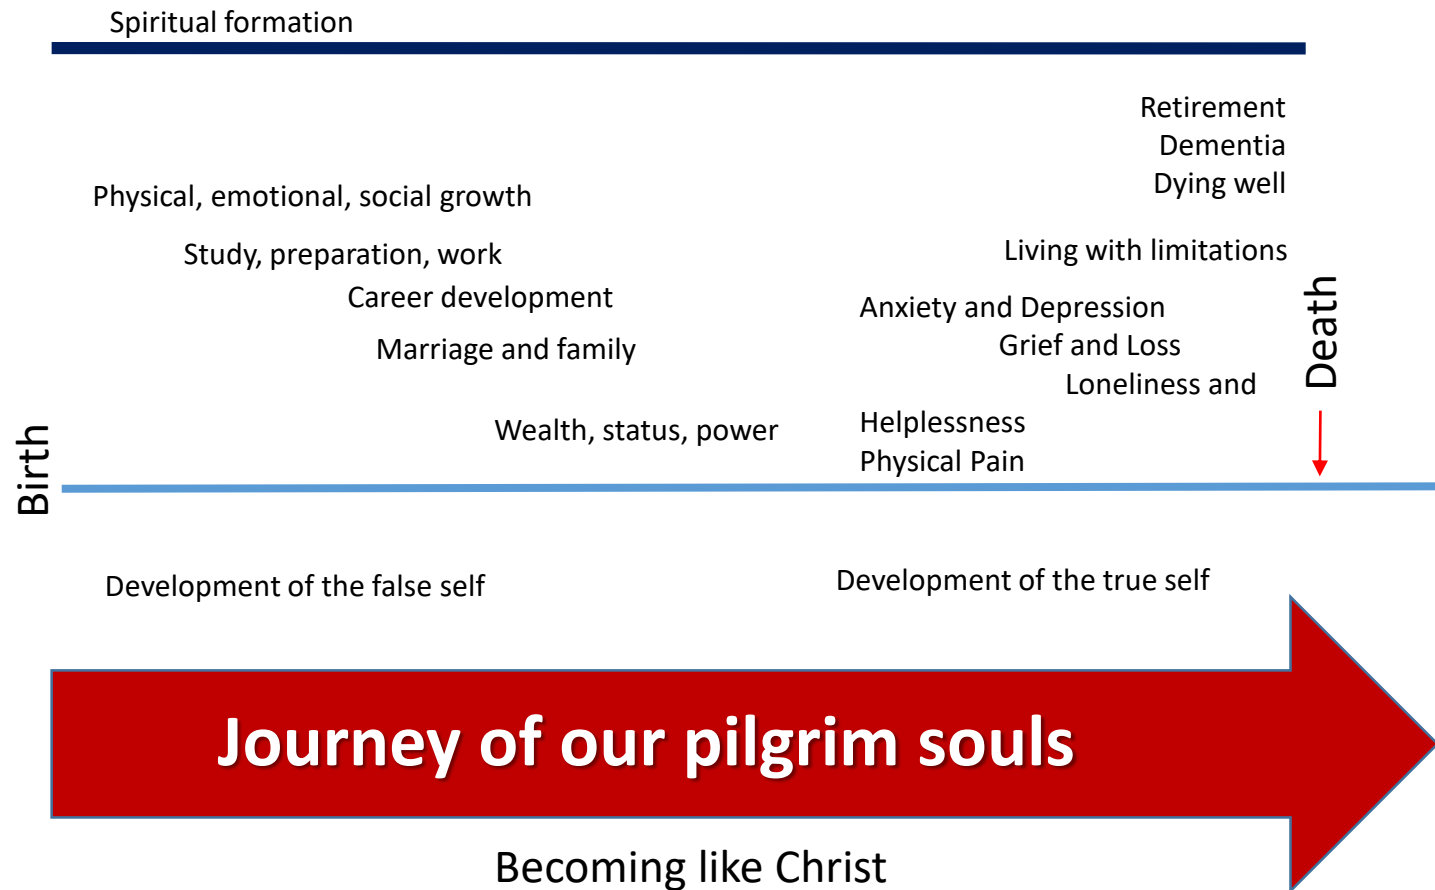 Spiritual formation
Retirement
Dementia
Dying well
Physical, emotional, social growth
Study, preparation, work
Living with limitations
Career development
Anxiety and Depression
Marriage and family
Grief and Loss
Loneliness and
Wealth, status, power
Helplessness
Physical Pain
Birth
Death
Development of the false self
Development of the true self
Journey of our pilgrim souls
Becoming like Christ